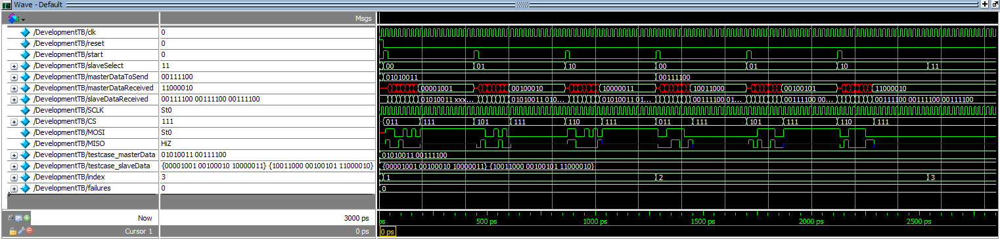 Wave - Default
Msgs
/DevelopmentTB/clk 0
/DevelopmentTB/reset 0
/DevelopmentTB/start 0
/DevelopmentTB/slaveSelect 11 00 01 10 00 01 10 11
/DevelopmentTB/masterDataToSend 00111100 01010011 00111100
/DevelopmentTB/masterDataReceived 11000010 00001001 00100010 10000011 10011000 00100101 11000010
/DevelopmentTB/slaveDataReceived 00111100 00111100 00111100 01010011 xxx... 01010011 010... 01010011 01... 00111100 01... 00111100 00... 00111100 00111100 00111100
/DevelopmentTB/SCLK St0
/DevelopmentTB/CS 111 011 111 101 111 110 111 011 111 101 111 110 111
/DevelopmentTB/MOSI St0
/DevelopmentTB/MISO HiZ
/DevelopmentTB/testcase_masterData 01010011 00111100 01010011 00111100
/DevelopmentTB/testcase_slaveData {00001001 00100010 10000011} {10011000 00100101 11000010} {00001001 00100010 10000011} {10011000 00100101 11000010}
/DevelopmentTB/index 3 1 2 3
/DevelopmentTB/failures 0 0
Now 3000 ps ps 500 ps 1000 ps 1500 ps 2000 ps 2500 ps
Cursor 1 0 ps 0 ps